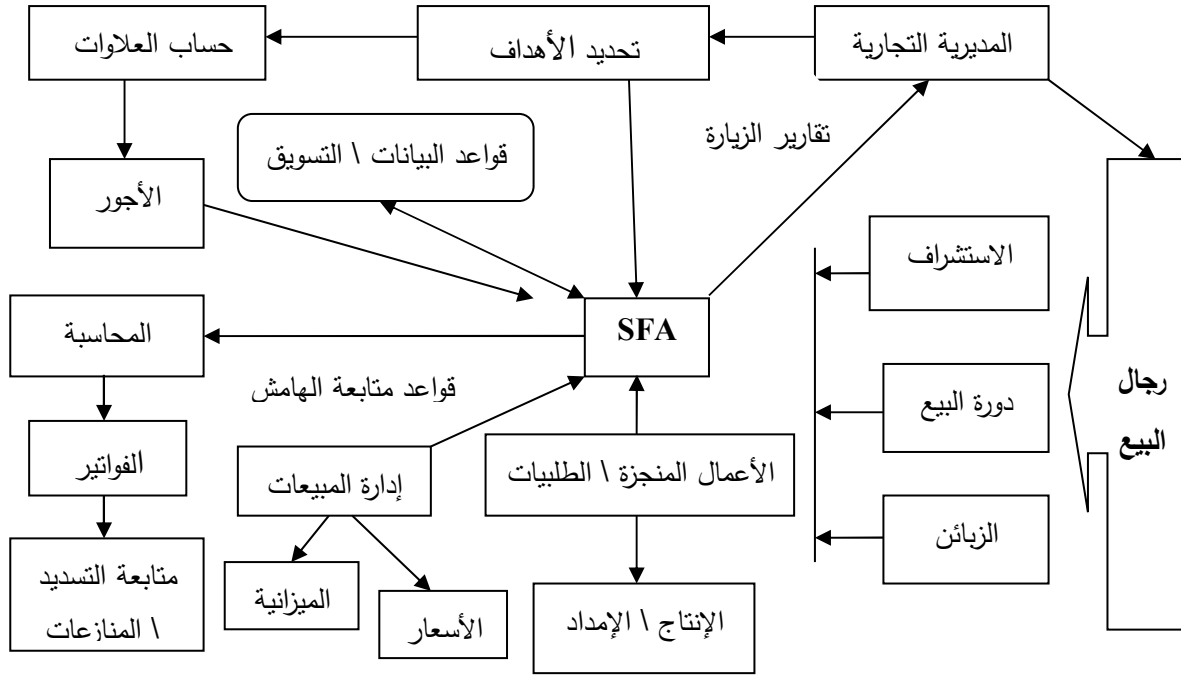 المديرية التجارية
تحديد الأهداف
حساب العلاوات
تقارير الزيارة
قواعد البيانات \ التسويق
الأجور
الاستشراف
SFA
المحاسبة
قواعد متابعة الهامش
رجال
البيع
دورة البيع
الأعمال المنجزة \ الطلبيات
إدارة المبيعات
الفواتير
الزبائن
الإنتاج \ الإمداد
الأسعار
الميزانية
متابعة التسديد
\ المنازعات